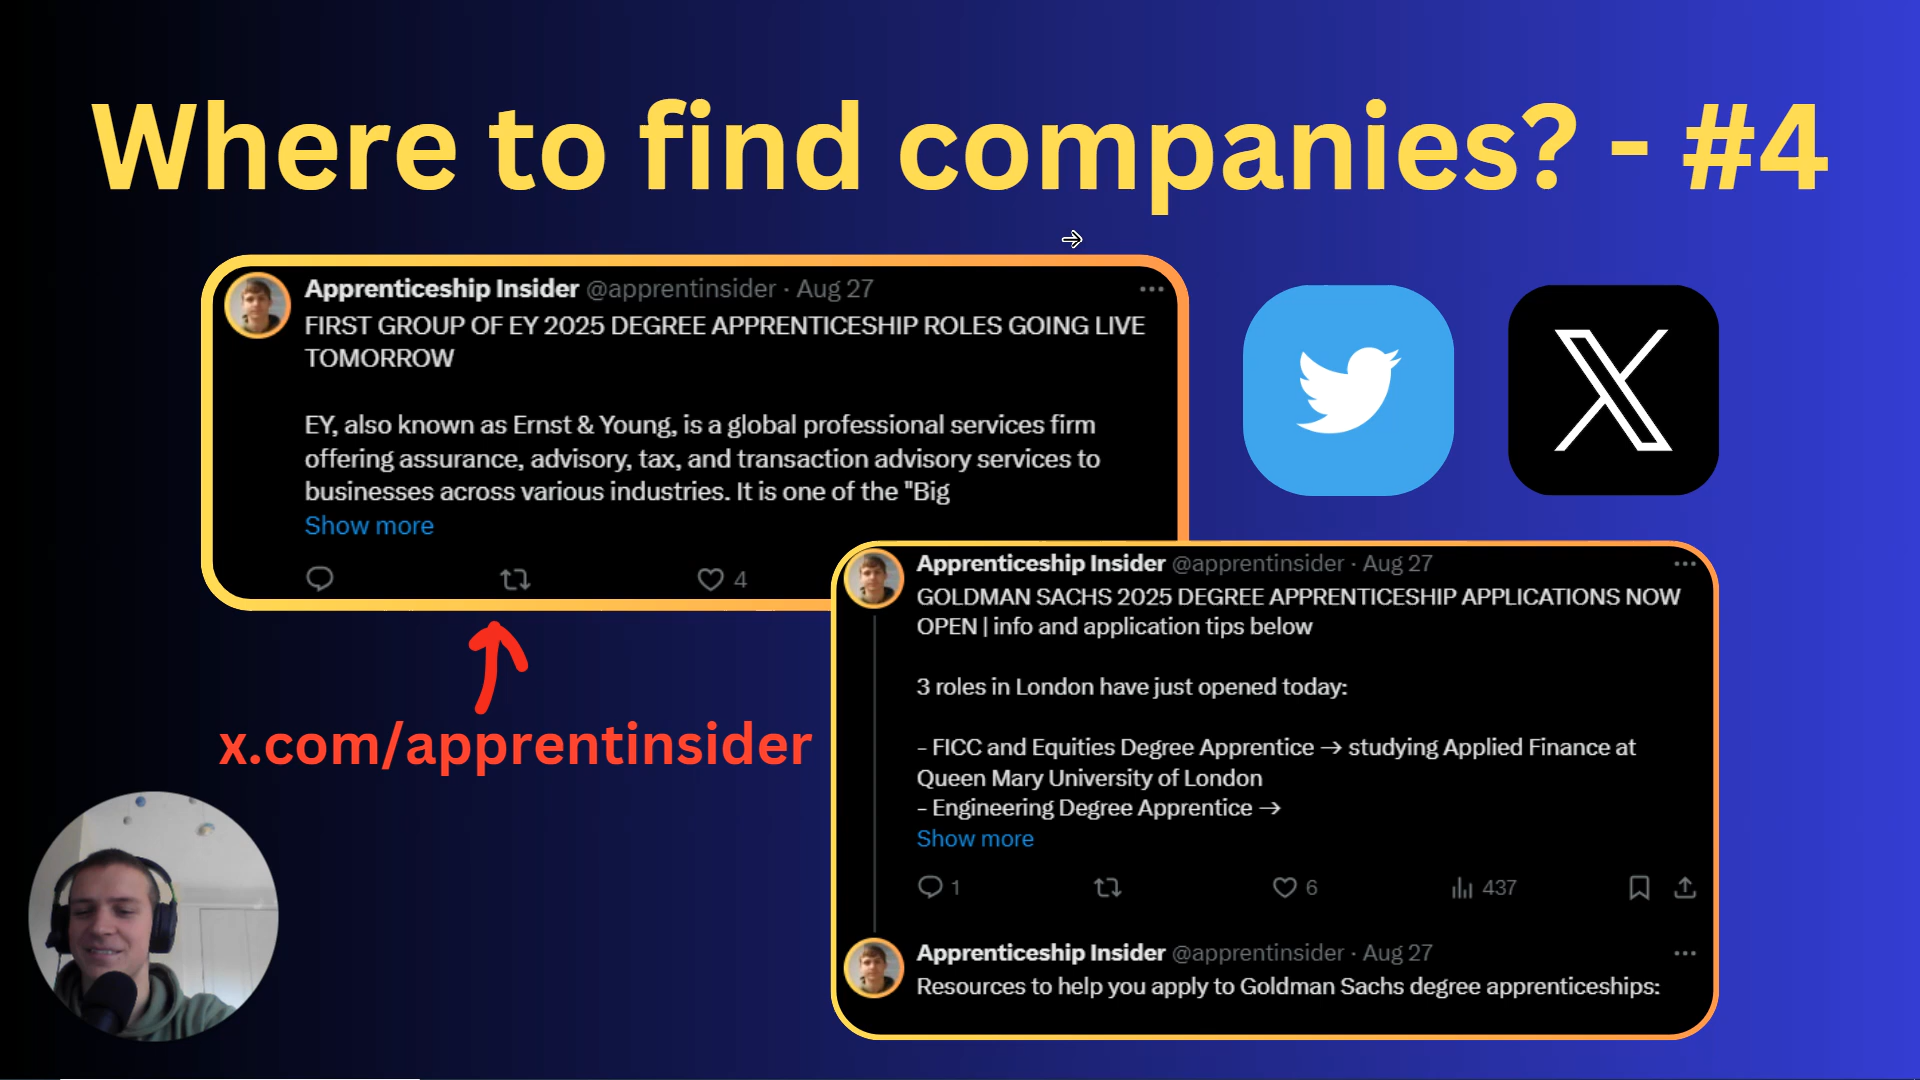 Where to find companies? - #4
Apprenticeship Insider @apprentinsider · Aug 27
FIRST GROUP OF EY 2025 DEGREE APPRENTICESHIP ROLES GOING LIVE
TOMORROW
EY, also known as Ernst & Young, is a global professional services firm
offering assurance, advisory, tax, and transaction advisory services to
businesses across various industries. It is one of the "Big
Show more
4
x.com/apprentinsider
Apprenticeship Insider @apprentinsider · Aug 27
GOLDMAN SACHS 2025 DEGREE APPRENTICESHIP APPLICATIONS NOW
OPEN | info and application tips below
3 roles in London have just opened today:
- FICC and Equities Degree Apprentice → studying Applied Finance at
Queen Mary University of London
- Engineering Degree Apprentice →
Show more
1 6 437
Apprenticeship Insider @apprentinsider · Aug 27
Resources to help you apply to Goldman Sachs degree apprenticeships: